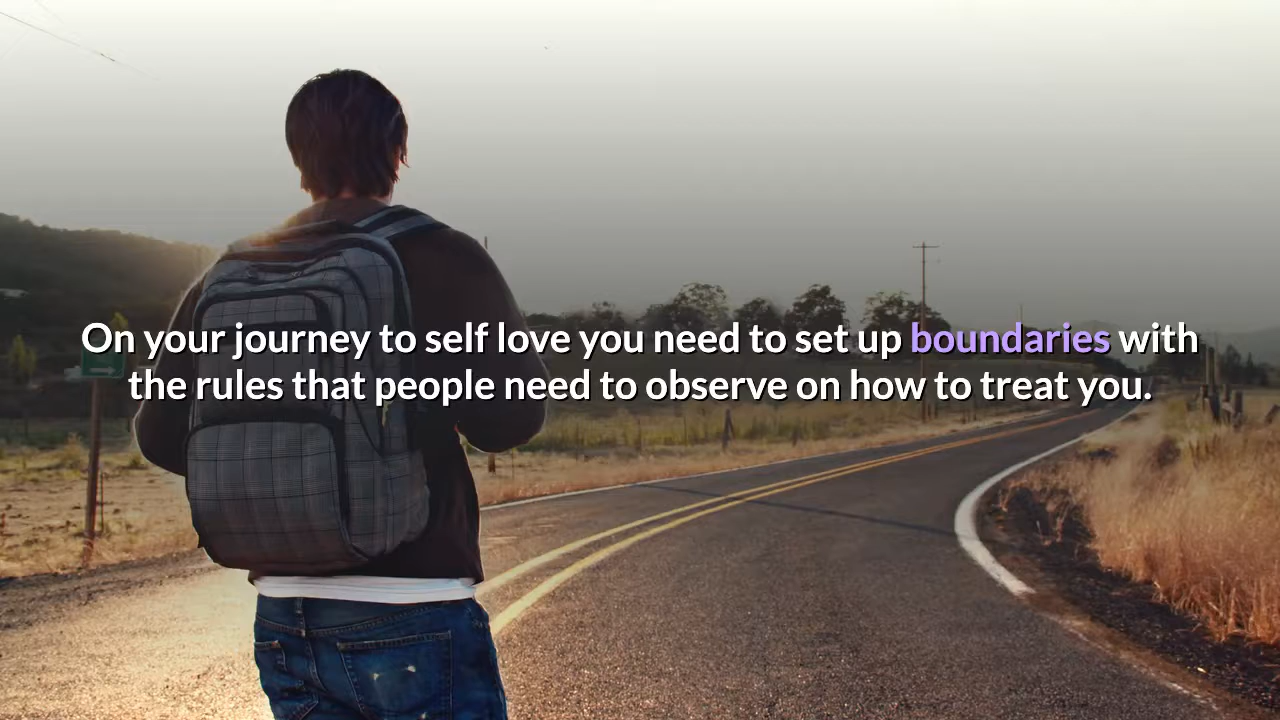 On your journey to self love you need to set up boundaries with
the rules that people need to observe on how to treat you.